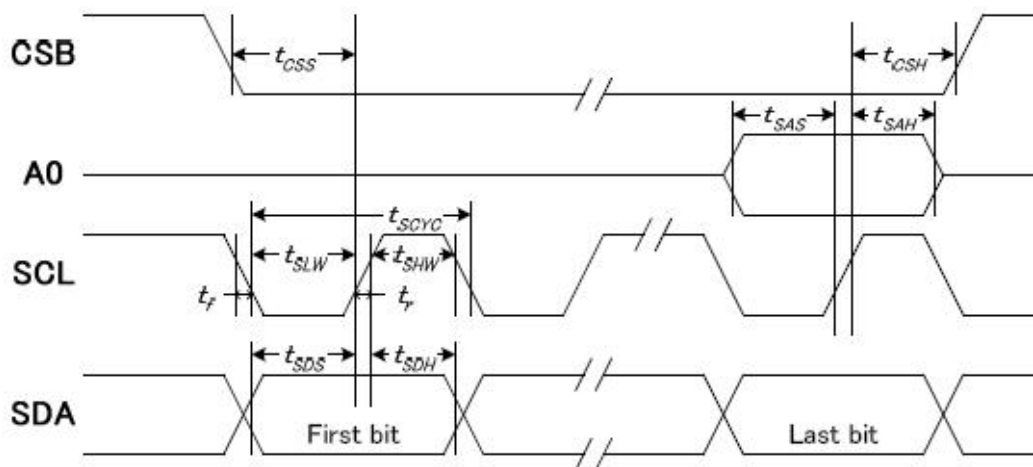 CSB
tCSS
tCSH
tSAS
tSAH
A0
tSCYC
SCL
tSLW
tSHW
tf
tr
tSDS
tSDH
SDA
First bit
Last bit